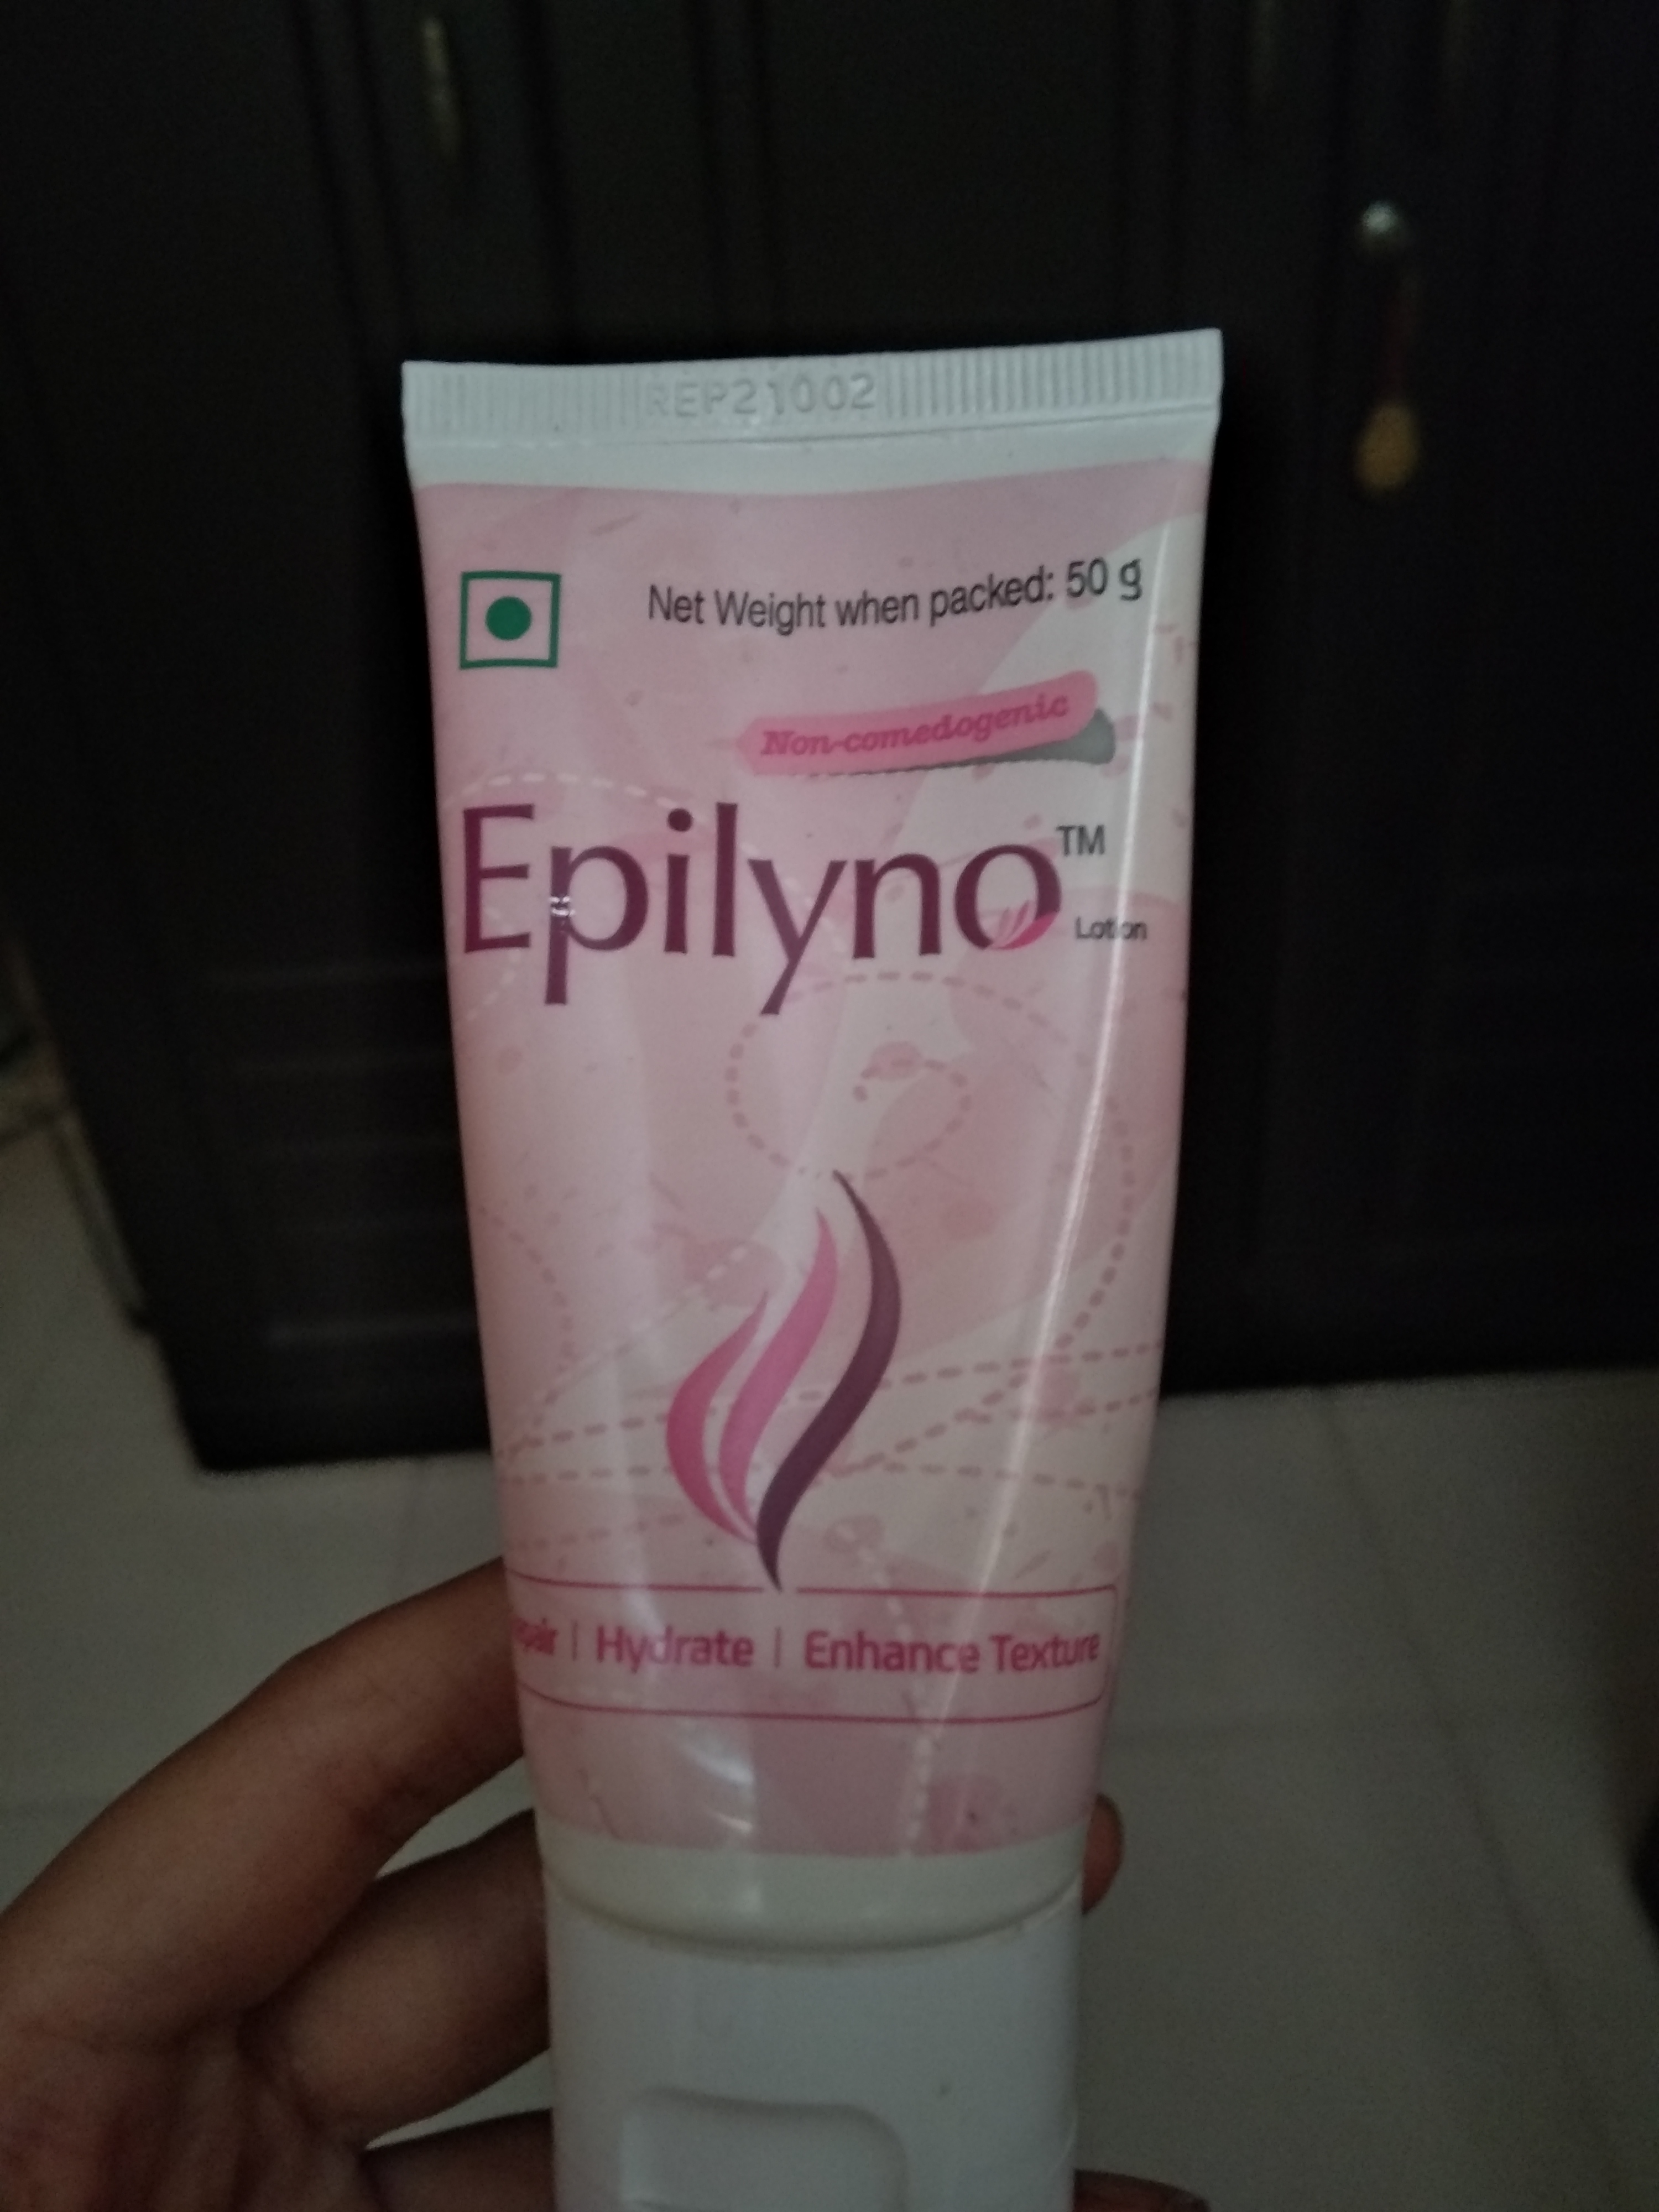 REP21002
Net Weight when packed: 50 g
Non-comedogenic
Epilyno™
Lotion
| Hydrate | Enhance Texture